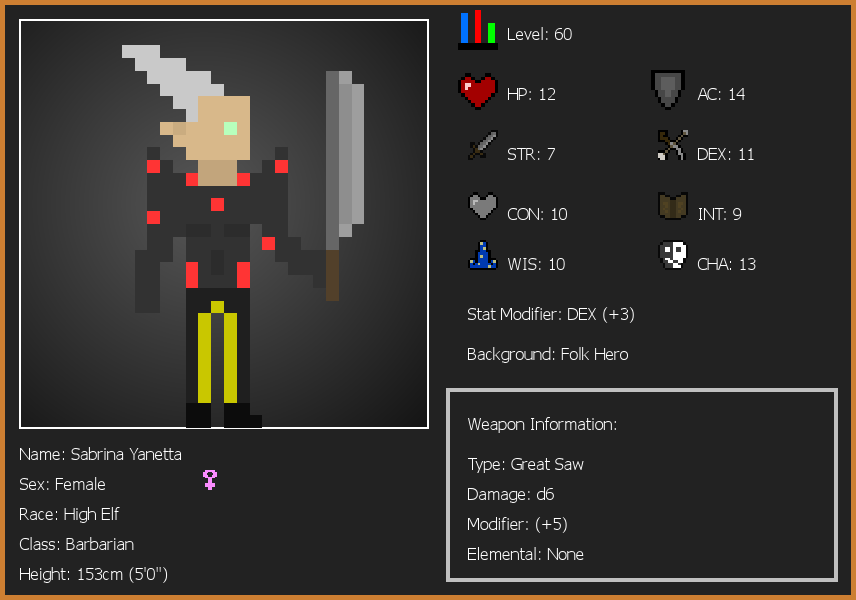 Level: 60
HP: 12
AC: 14
STR: 7
DEX: 11
CON: 10
INT: 9
WIS: 10
CHA: 13
Stat Modifier: DEX (+3)
Background: Folk Hero
Weapon Information:
Type: Great Saw
Damage: d6
Modifier: (+5)
Elemental: None
Name: Sabrina Yanetta
Sex: Female
Race: High Elf
Class: Barbarian
Height: 153cm (5'0")